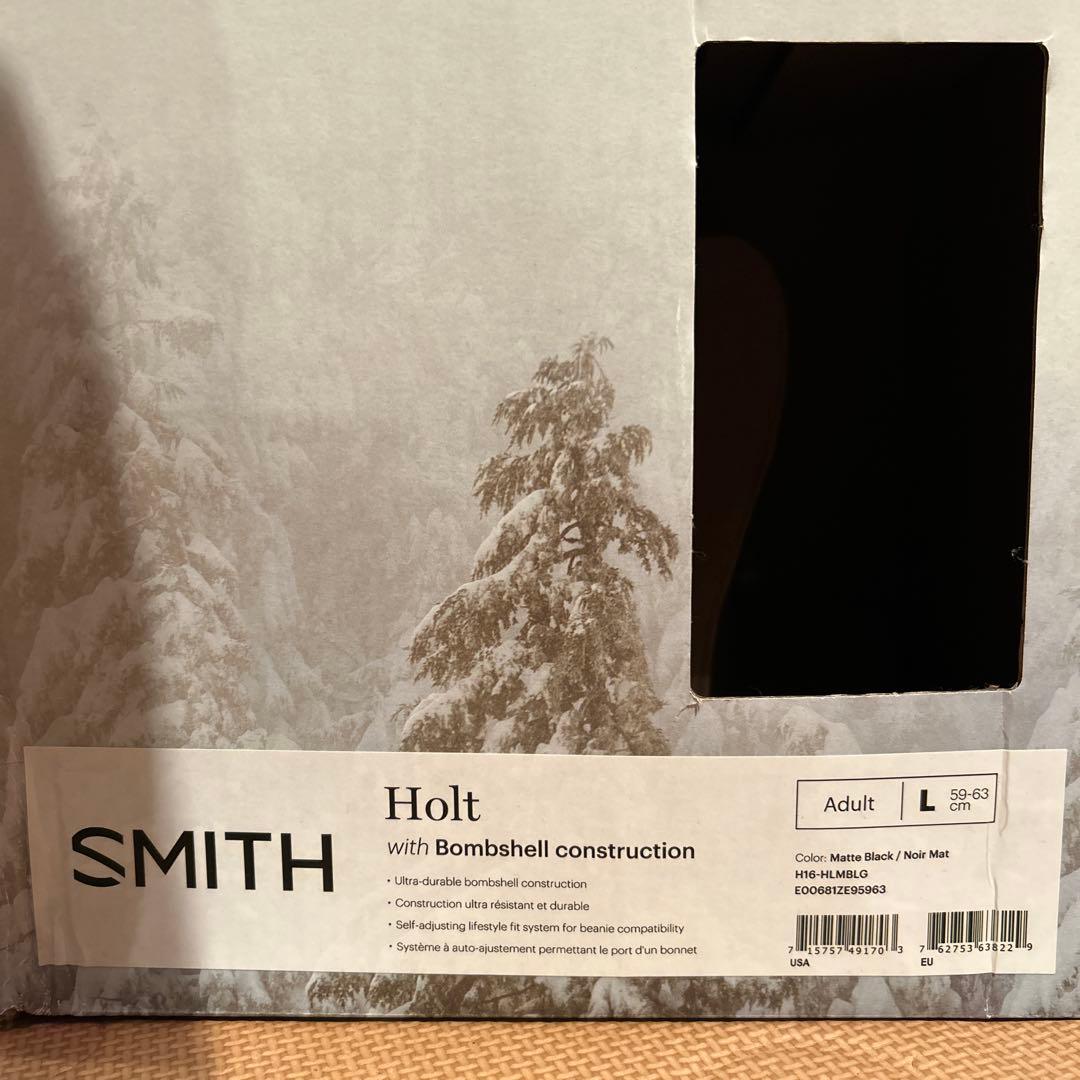 SMITH
Holt
with Bombshell construction
• Ultra-durable bombshell construction
• Construction ultra résistant et durable
• Self-adjusting lifestyle fit system for beanie compatibility
• Système à auto-ajustement permettant le port d'un bonnet
Adult L 59-63 cm
Color: Matte Black / Noir Mat
H16-HLMBLG
E00681ZE95963
7 15757 49170 3
USA
7 62753 63822 9
EU